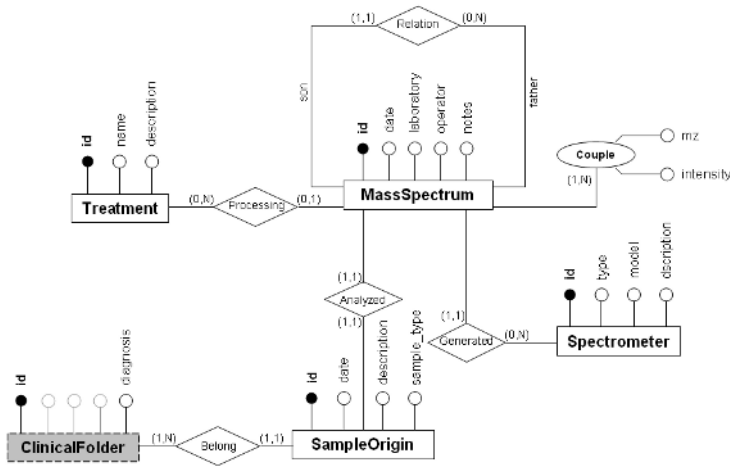 (1,1)
Relation
(0,N)
son
father
id
date
laboratory
operator
notes
mz
Couple
intensity
(1,N)
id
name
description
MassSpectrum
Treatment
(0,N)
Processing
(0,1)
(1,1)
Analyzed
(1,1)
id
type
model
dscription
(1,1)
Generated
(0,N)
Spectrometer
id
date
description
sample_type
id
diagnosis
ClinicalFolder
(1,N)
Belong
(1,1)
SampleOrigin